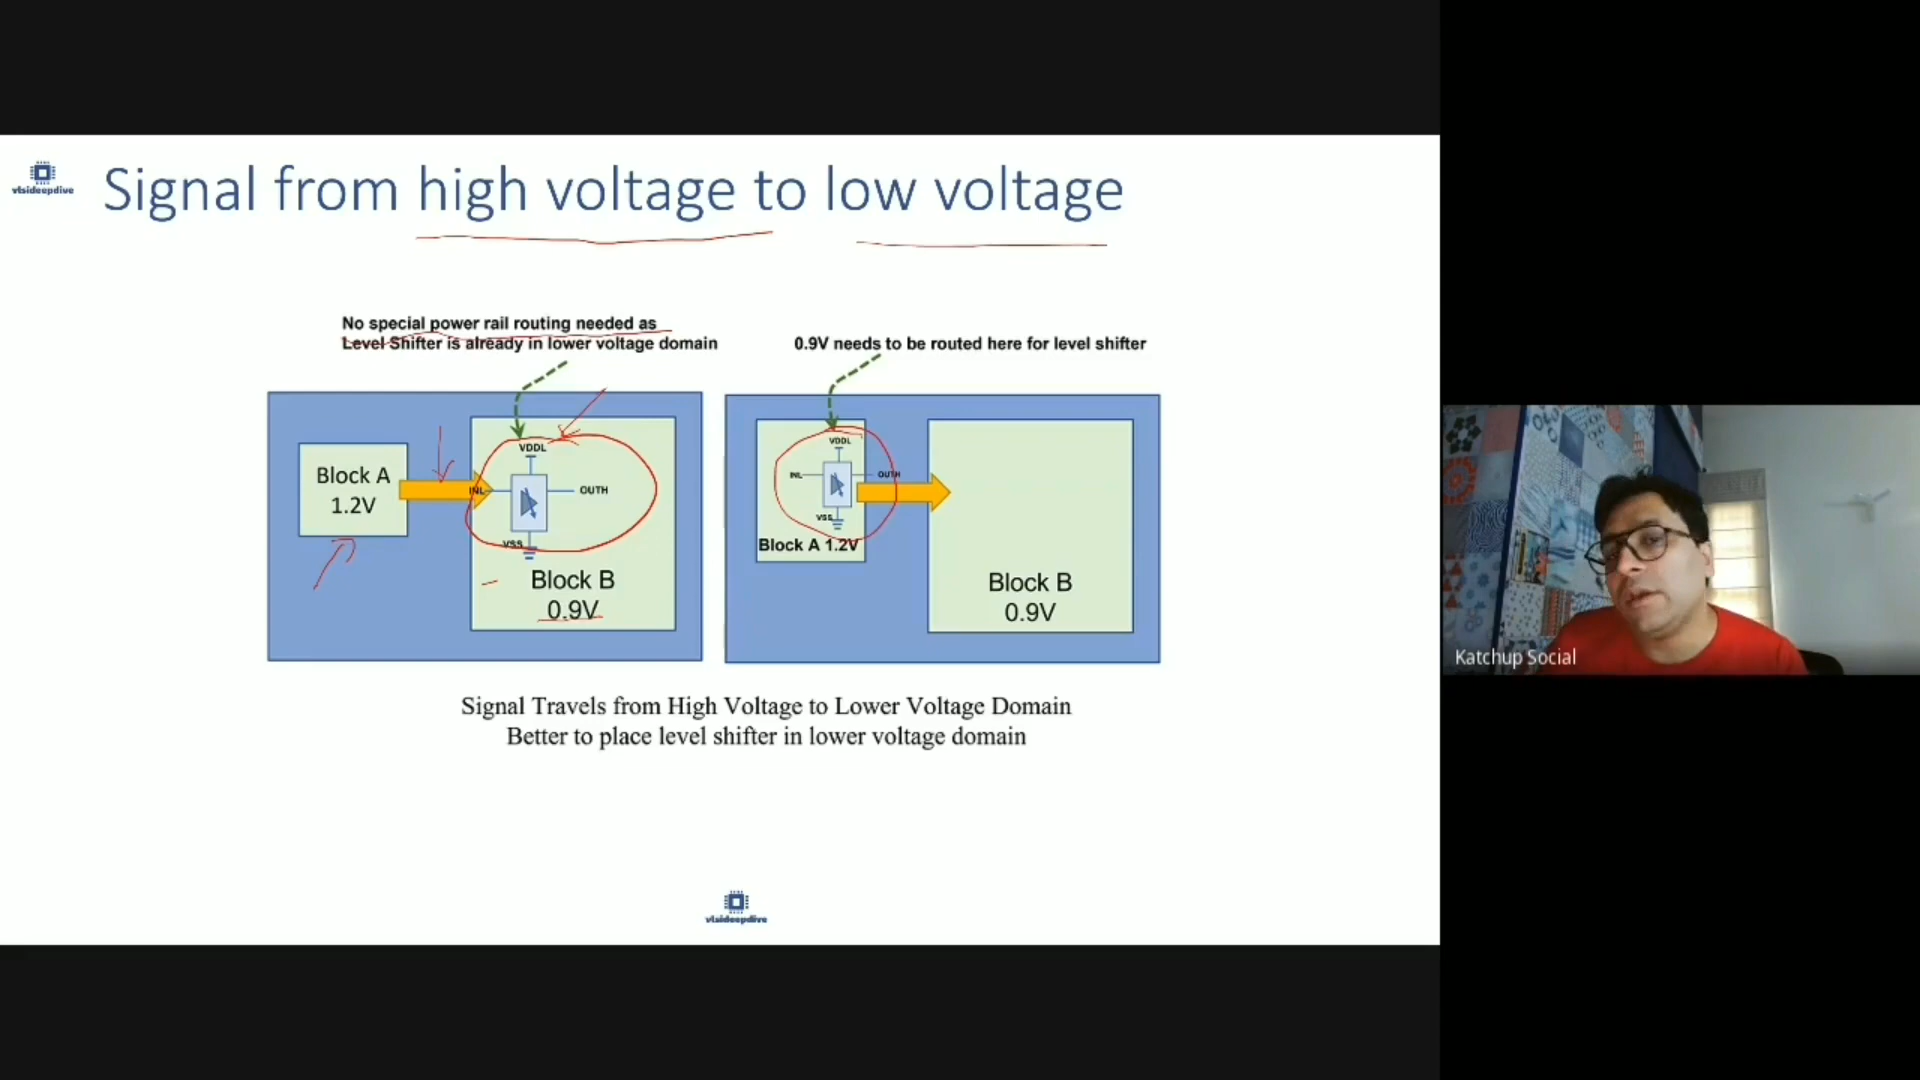 vlsideepdive
Signal from high voltage to low voltage
No special power rail routing needed as
Level Shifter is already in lower voltage domain
0.9V needs to be routed here for level shifter
Block A
1.2V
VDDL
INL
OUTH
VSS
Block B
0.9V
VDDL
INL
OUTH
VSS
Block A 1.2V
Block B
0.9V
Signal Travels from High Voltage to Lower Voltage Domain
Better to place level shifter in lower voltage domain
vlsideepdive
Katchup Social